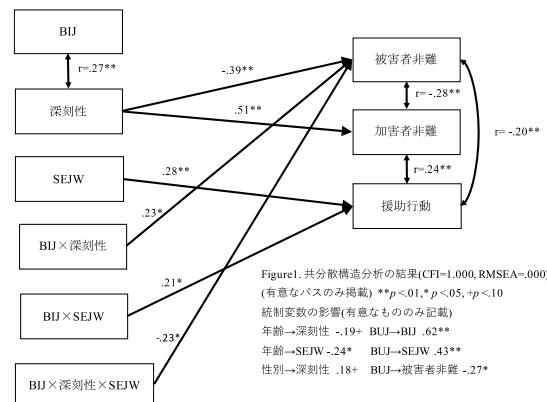 BIJ
r=.27**
深刻性
SEJW
BIJ×深刻性
BIJ×SEJW
BIJ×深刻性×SEJW
-.39**
.51**
.28**
.23*
.21*
-.23*
被害者非難
r= -.28**
加害者非難
r=.24**
援助行動
r= -.20**
Figure1. 共分散構造分析の結果(CFI=1.000, RMSEA=.000)
(有意なパスのみ掲載) **p <.01,* p <.05, +p <.10
統制変数の影響(有意なもののみ記載)
年齢→深刻性 -.19+ BUJ→BIJ .62**
年齢→SEJW -.24* BUJ→SEJW .43**
性別→深刻性 .18+ BUJ→被害者非難 -.27*